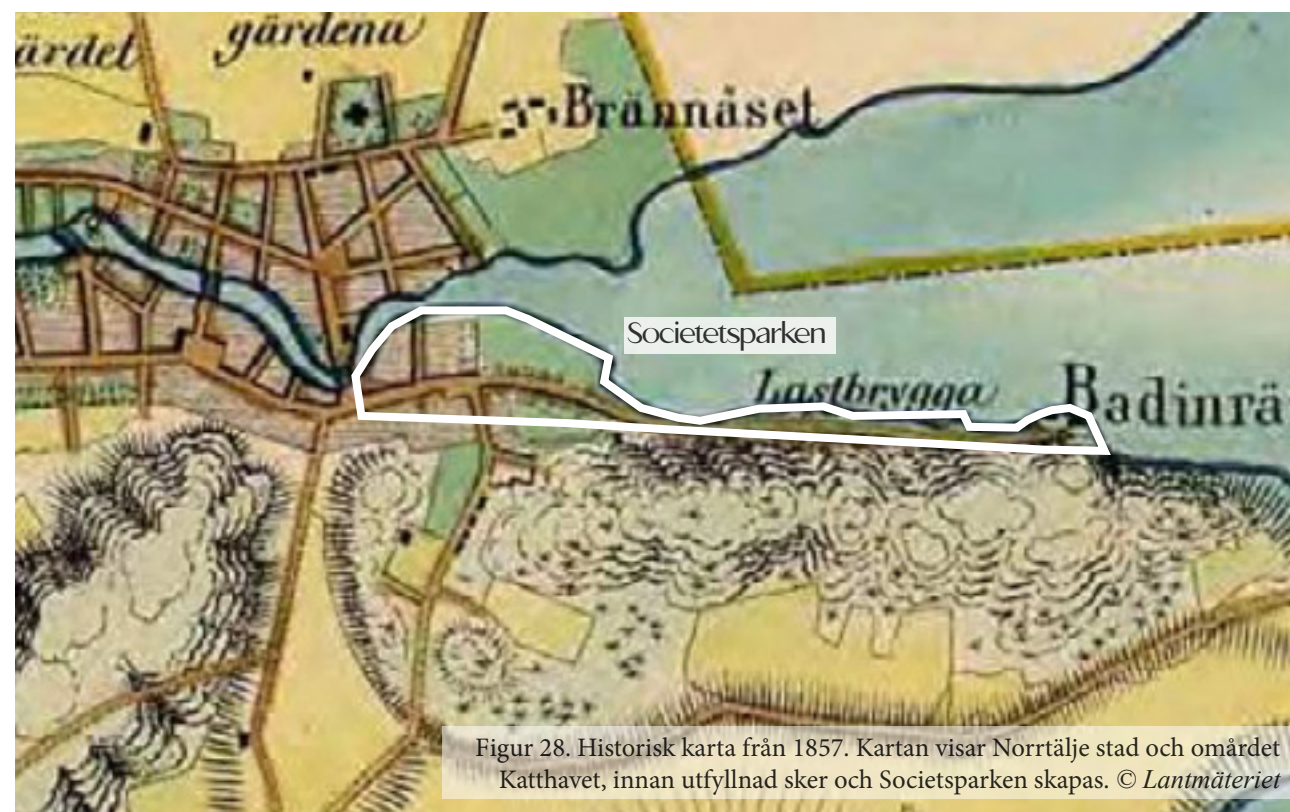 ärdet
gärdena
Brännåset
Societetsparken
Lastbrygga
Badinrä
Figur 28. Historisk karta från 1857. Kartan visar Norrtälje stad och omårdet
Katthavet, innan utfyllnad sker och Societsparken skapas. © Lantmäteriet